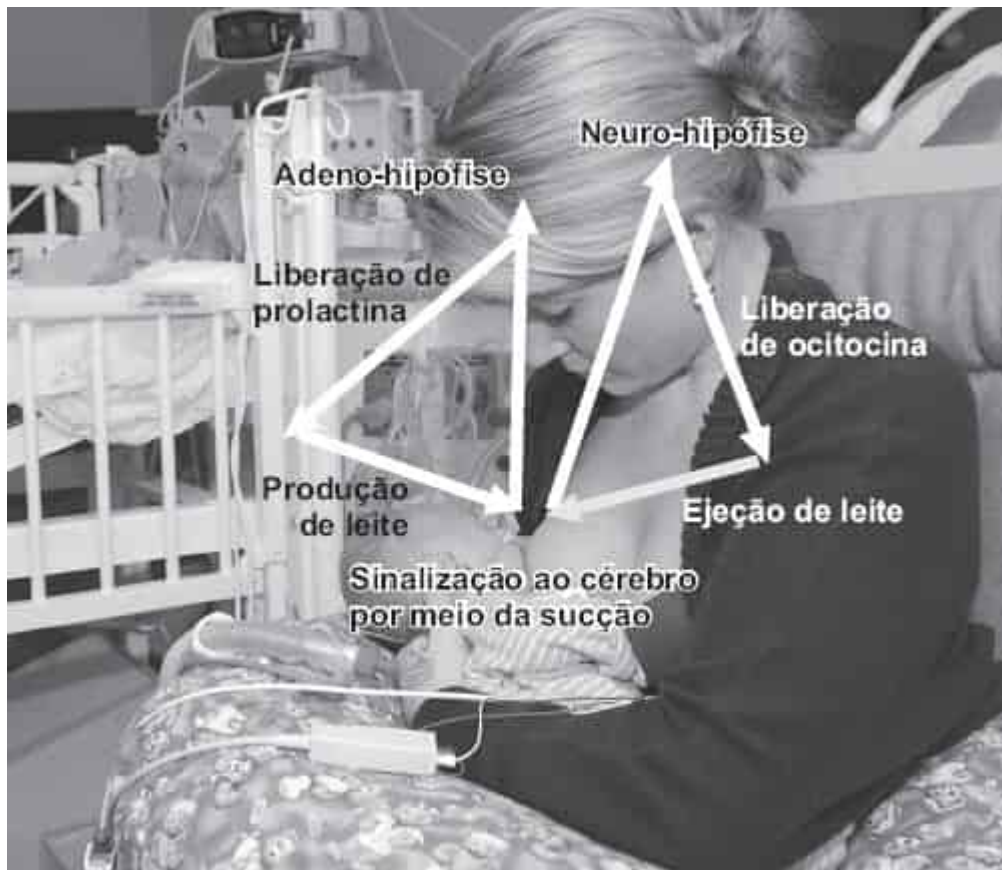 Neuro-hipófise
Adeno-hipófise
Liberação de
prolactina
Liberação
de ocitocina
Produção
de leite
Ejeção de leite
Sinalização ao cérebro
por meio da sucção